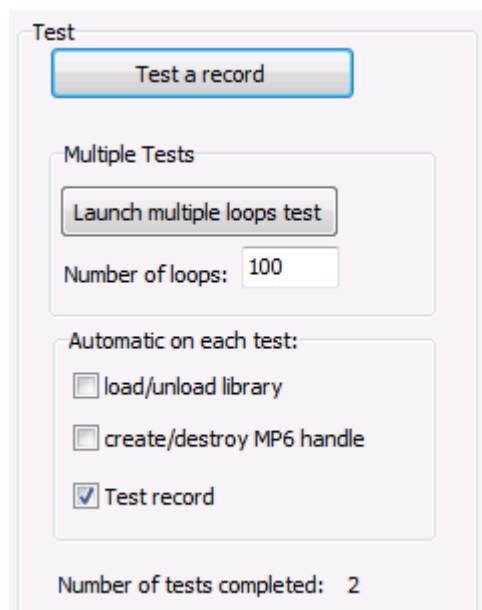 Test
Test a record
Multiple Tests
Launch multiple loops test
Number of loops: 100
Automatic on each test:
load/unload library
create/destroy MP6 handle
Test record
Number of tests completed: 2